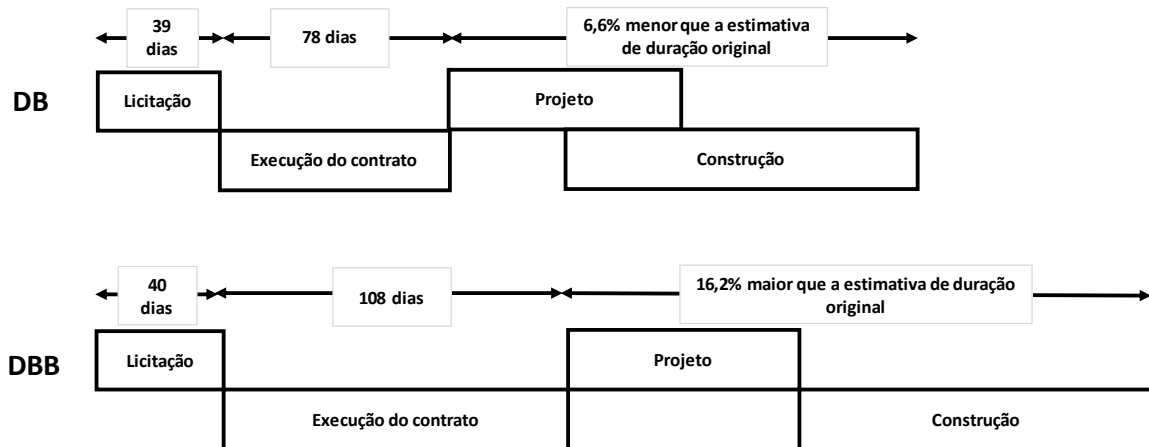 39
dias
78 dias
6,6% menor que a estimativa
de duração original
DB
Licitação
Projeto
Execução do contrato
Construção
40
dias
108 dias
16,2% maior que a estimativa de duração
original
DBB
Licitação
Projeto
Execução do contrato
Construção